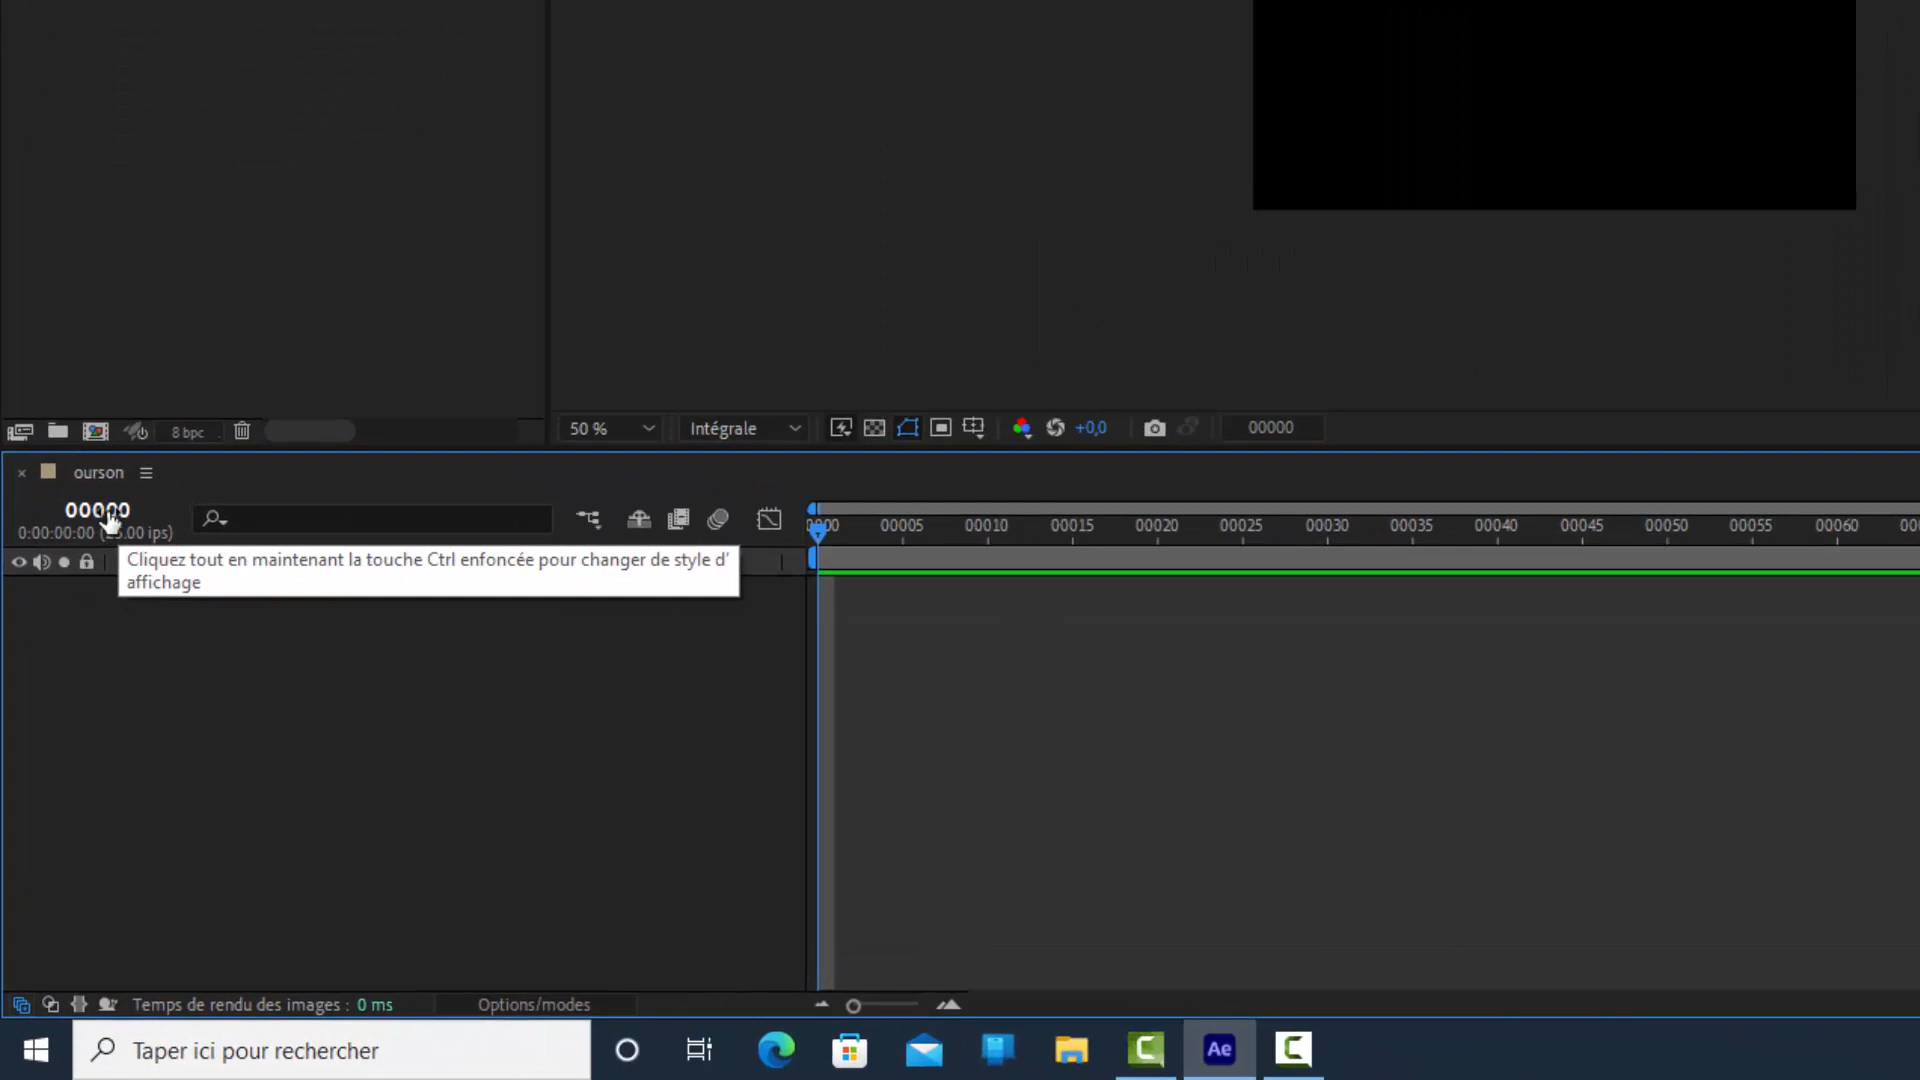 8 bpc
50 %
Intégrale
+0,0
00000
ourson
00000
0:00:00:00 (25.00 ips)
00005 00010 00015 00020 00025 00030 00035 00040 00045 00050 00055 00060
Cliquez tout en maintenant la touche Ctrl enfoncée pour changer de style d'
affichage
Temps de rendu des images : 0 ms
Options/modes
Taper ici pour rechercher
Ae